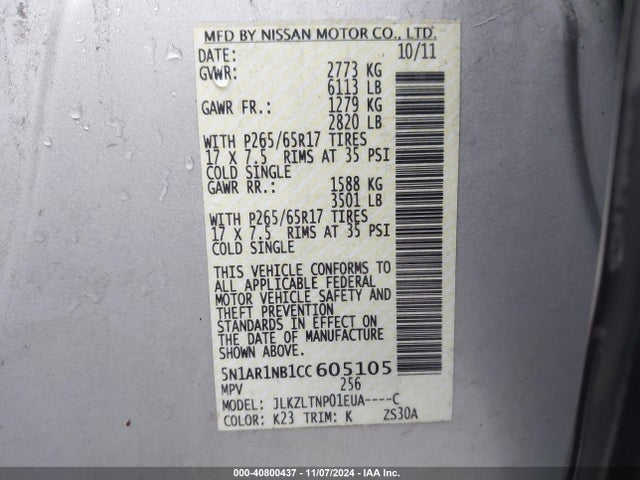 MFD BY NISSAN MOTOR CO., LTD.
DATE: 10/11
GVWR: 2773 KG
6113 LB
GAWR FR.: 1279 KG
2820 LB
WITH P265/65R17 TIRES
17 X 7.5 RIMS AT 35 PSI
COLD SINGLE
GAWR RR.: 1588 KG
3501 LB
WITH P265/65R17 TIRES
17 X 7.5 RIMS AT 35 PSI
COLD SINGLE
THIS VEHICLE CONFORMS TO
ALL APPLICABLE FEDERAL
MOTOR VEHICLE SAFETY AND
THEFT PREVENTION
STANDARDS IN EFFECT ON
THE DATE OF MANUFACTURE
SHOWN ABOVE.
5N1AR1NB1CC605105
MPV 256
MODEL: JLKZLTNP01EUA----C
COLOR: K23 TRIM: K ZS30A
000-40800437 - 11/07/2024 - IAA Inc.